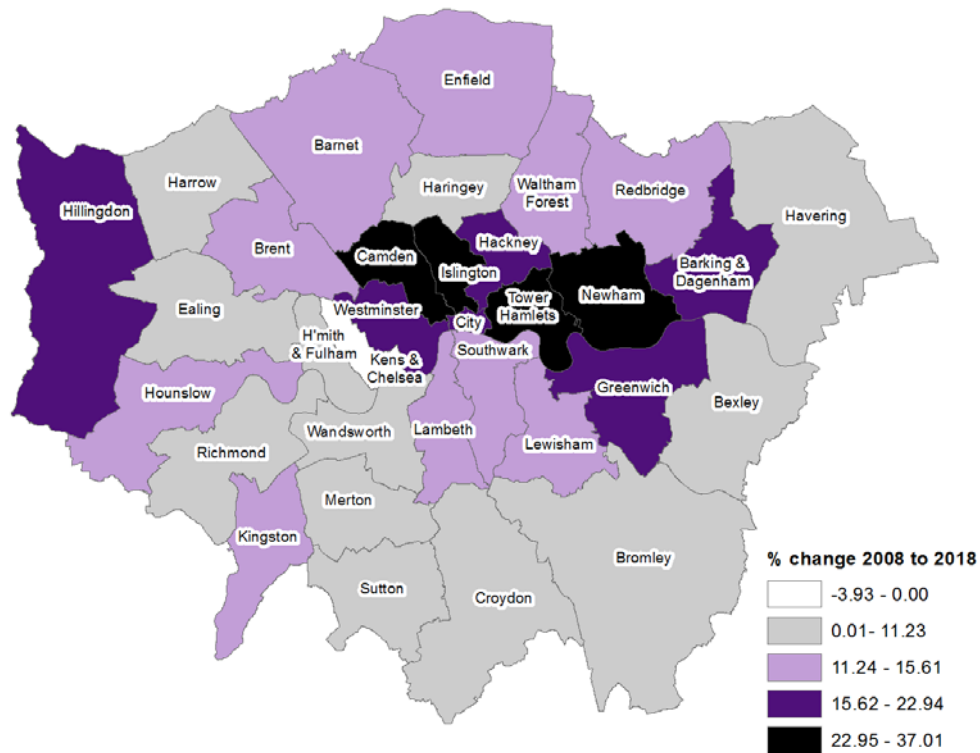 Enfield
Barnet
Harrow
Haringey
Waltham
Forest
Redbridge
Havering
Hillingdon
Brent
Camden
Islington
Hackney
Barking &
Dagenham
Newham
Tower
Hamlets
Ealing
Westminster
City
H'mith
& Fulham
Kens &
Chelsea
Southwark
Greenwich
Hounslow
Bexley
Richmond
Wandsworth
Lambeth
Lewisham
Merton
Kingston
Bromley
Sutton
Croydon
% change 2008 to 2018
-3.93 - 0.00
0.01- 11.23
11.24 - 15.61
15.62 - 22.94
22.95 - 37.01